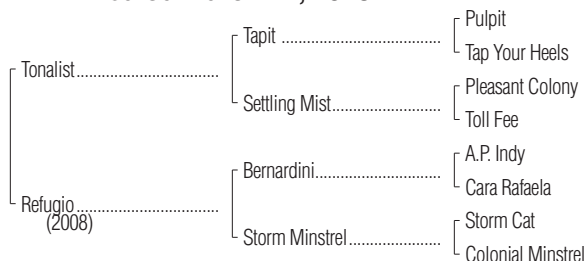 Pulpit
Tapit
Tap Your Heels
Tonalist
Pleasant Colony
Settling Mist
Toll Fee
A.P. Indy
Bernardini
Cara Rafaela
Refugio
(2008)
Storm Cat
Storm Minstrel
Colonial Minstrel